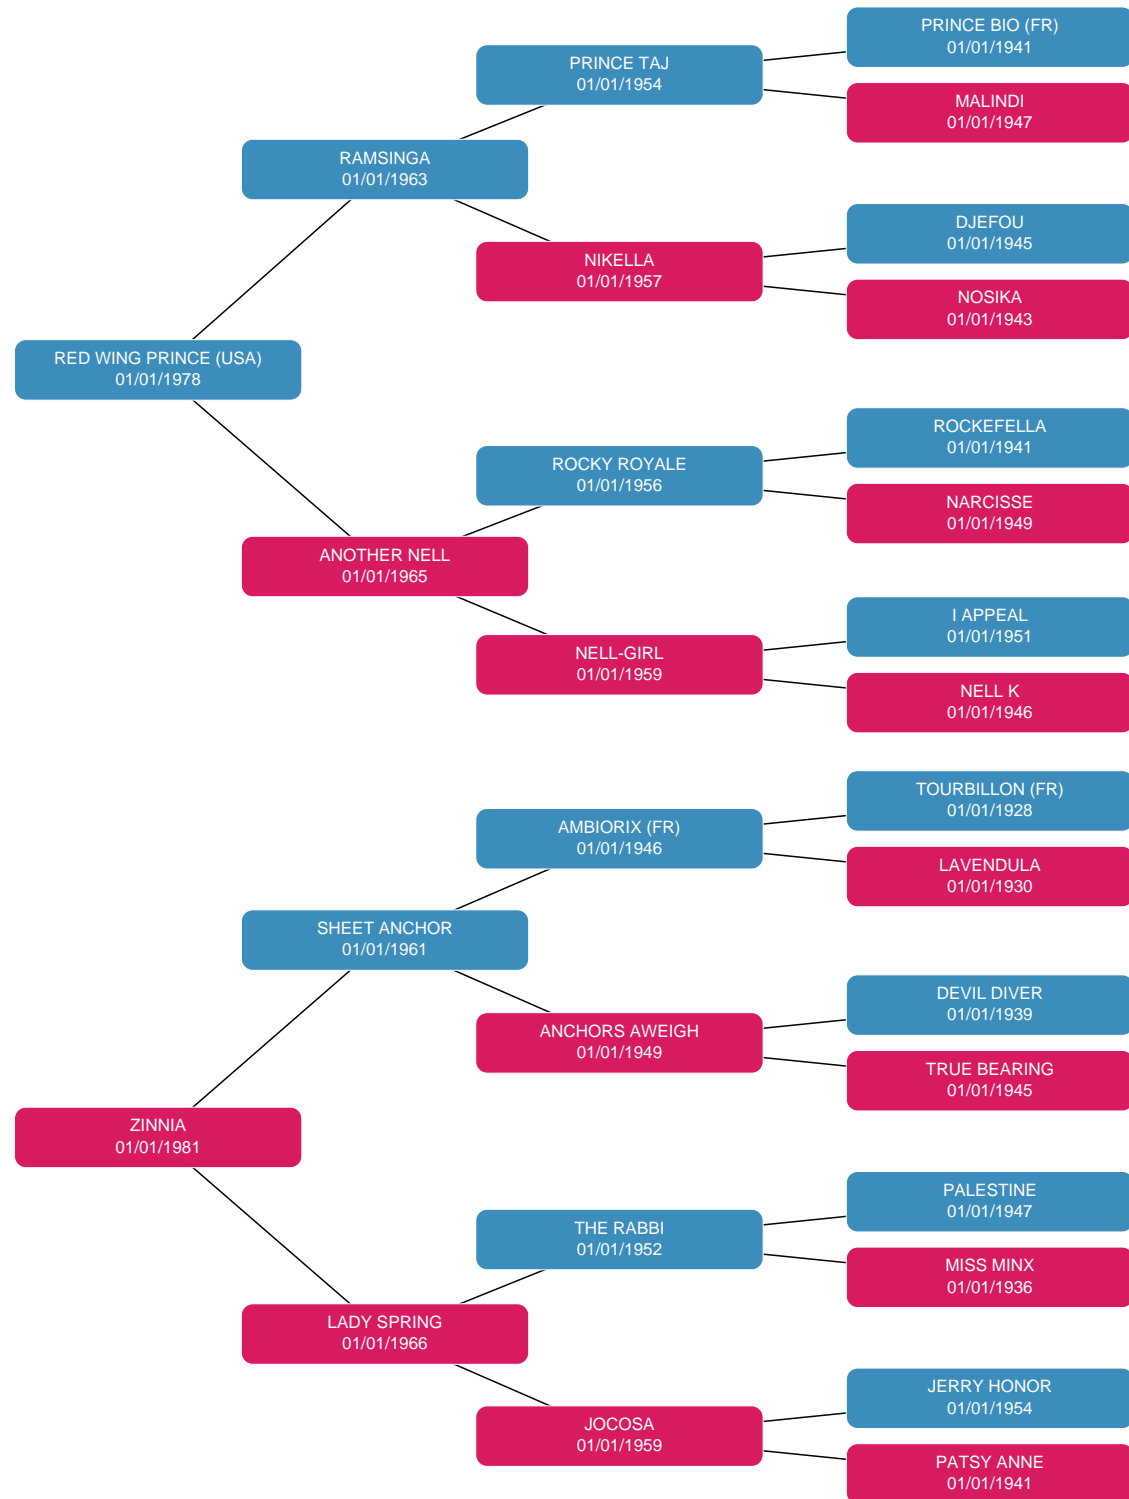 PRINCE BIO (FR)
01/01/1941
PRINCE TAJ
01/01/1954
MALINDI
01/01/1947
RAMSINGA
01/01/1963
DJEFOU
01/01/1945
NIKELLA
01/01/1957
NOSIKA
01/01/1943
RED WING PRINCE (USA)
01/01/1978
ROCKEFELLA
01/01/1941
ROCKY ROYALE
01/01/1956
NARCISSE
01/01/1949
ANOTHER NELL
01/01/1965
I APPEAL
01/01/1951
NELL-GIRL
01/01/1959
NELL K
01/01/1946
TOURBILLON (FR)
01/01/1928
AMBIORIX (FR)
01/01/1946
LAVENDULA
01/01/1930
SHEET ANCHOR
01/01/1961
DEVIL DIVER
01/01/1939
ANCHORS AWEIGH
01/01/1949
TRUE BEARING
01/01/1945
ZINNIA
01/01/1981
PALESTINE
01/01/1947
THE RABBI
01/01/1952
MISS MINX
01/01/1936
LADY SPRING
01/01/1966
JERRY HONOR
01/01/1954
JOCOSA
01/01/1959
PATSY ANNE
01/01/1941